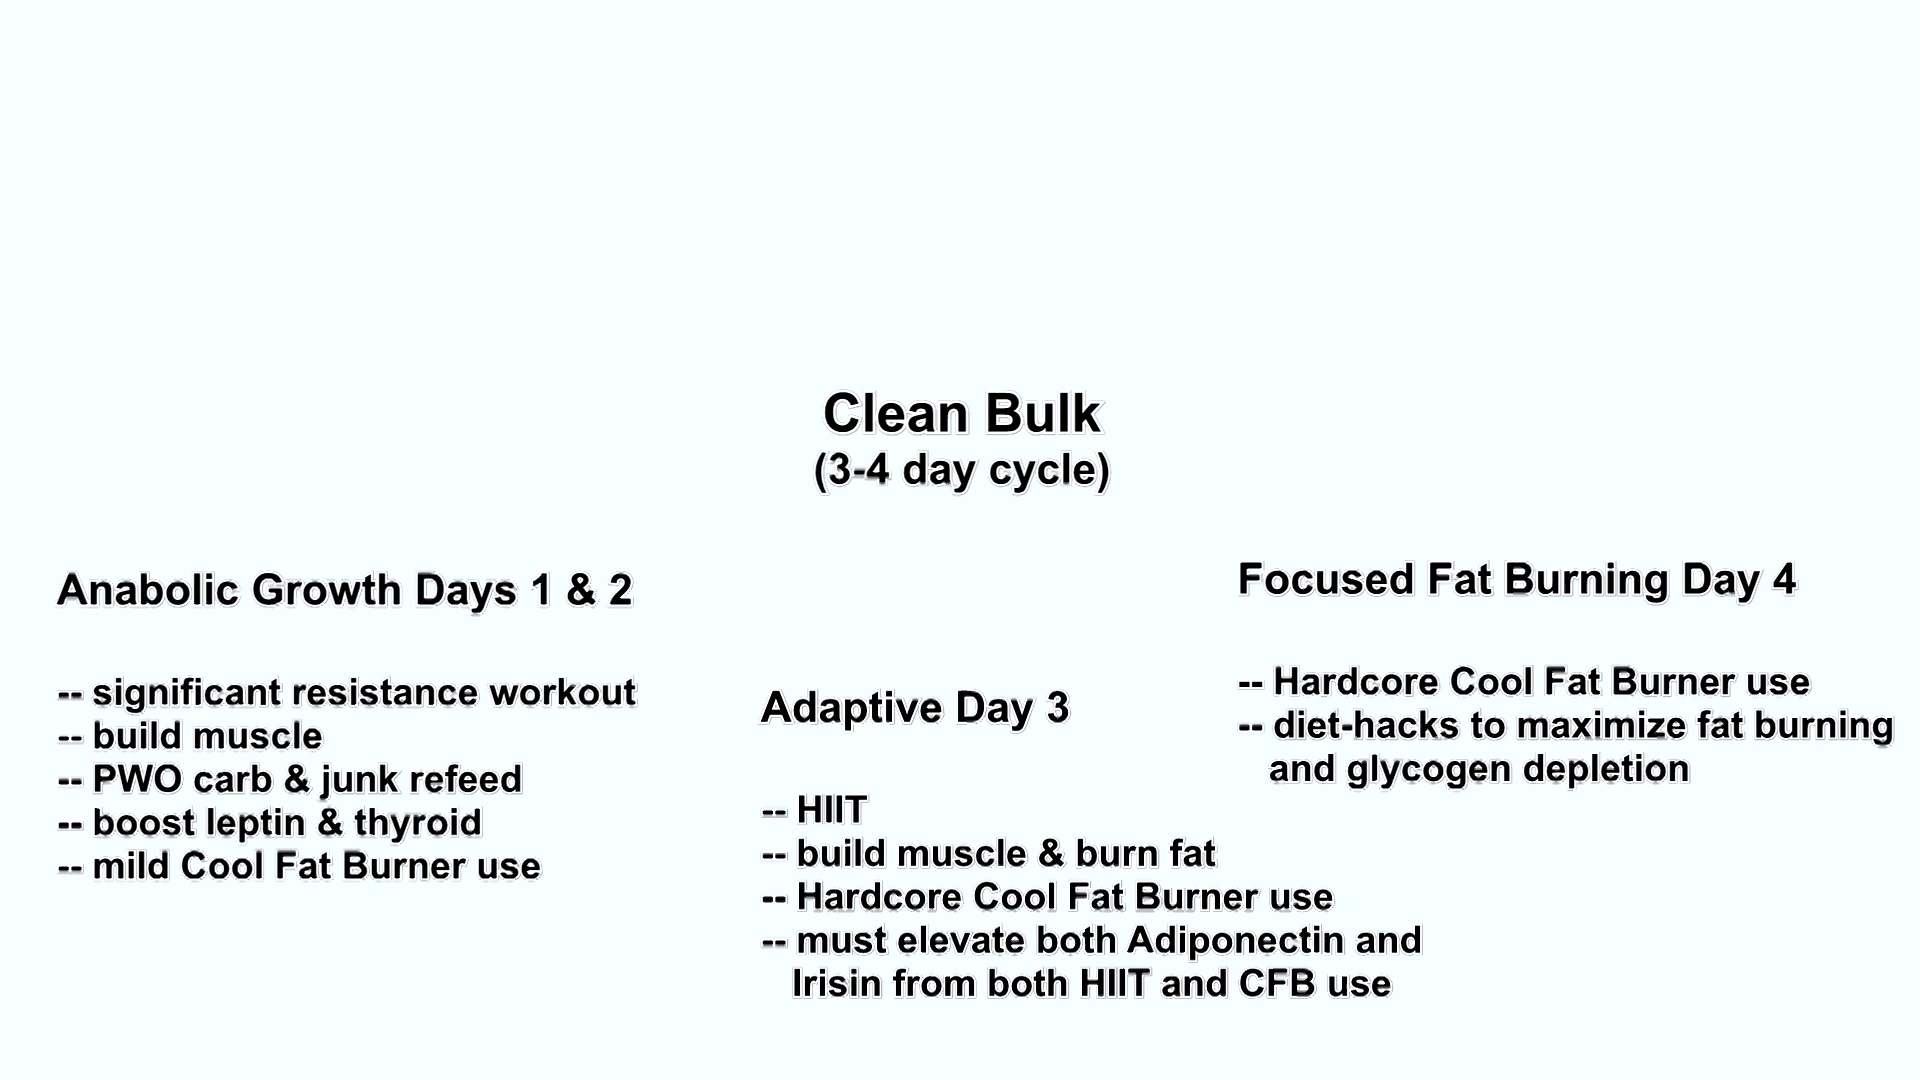 Clean Bulk
(3-4 day cycle)
Anabolic Growth Days 1 & 2
-- significant resistance workout
-- build muscle
-- PWO carb & junk refeed
-- boost leptin & thyroid
-- mild Cool Fat Burner use
Adaptive Day 3
-- HIIT
-- build muscle & burn fat
-- Hardcore Cool Fat Burner use
-- must elevate both Adiponectin and
Irisin from both HIIT and CFB use
Focused Fat Burning Day 4
-- Hardcore Cool Fat Burner use
-- diet-hacks to maximize fat burning
and glycogen depletion